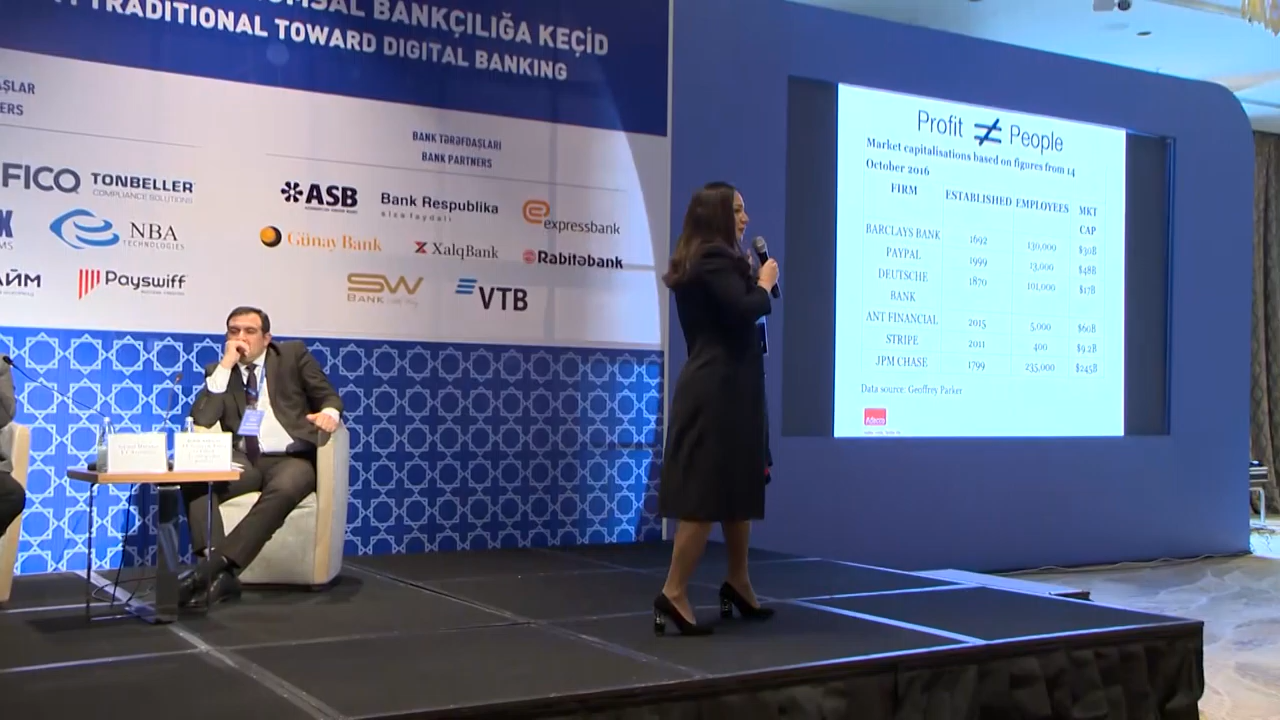 BANKÇILIĞA KEÇİD
TRADITIONAL TOWARD DIGITAL BANKING
BANK TƏRƏFDAŞLARI
BANK PARTNERS
FICO
TONBELLER
COMPLIANCE SOLUTIONS
NBA
TECHNOLOGIES
Payswiff
ASB
Bank Respublika
sizə faydalı
expressbank
Günay Bank
XalqBank
Rabitəbank
SW
BANK
VTB
Profit ≠ People
Market capitalisations based on figures from 14
October 2016
FIRM ESTABLISHED EMPLOYEES MKT
CAP
BARCLAYS BANK 1692 130,000 $30B
PAYPAL 1999 13,000 $48B
DEUTSCHE 1870 101,000 $17B
BANK
ANT FINANCIAL 2015 5,000 $60B
STRIPE 2011 400 $9.2B
JPM CHASE 1799 235,000 $245B
Data source: Geoffrey Parker
Adecco